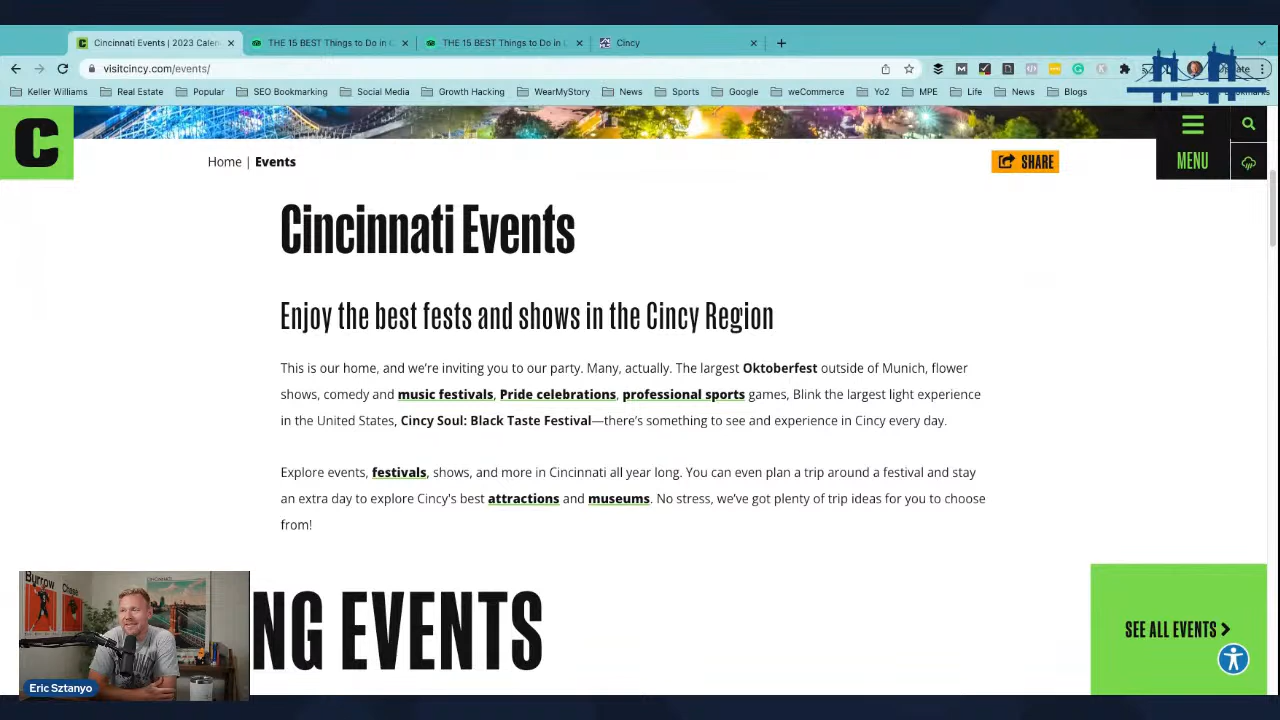 Cincinnati Events | 2023 Calen
THE 15 BEST Things to Do in C
THE 15 BEST Things to Do in C
Cincy
visitcincy.com/events/
Update
Keller Williams
Real Estate
Popular
SEO Bookmarking
Social Media
Growth Hacking
WearMyStory
News
Sports
Google
weCommerce
Yo2
MPE
Life
News
Blogs
C
Home | Events
SHARE
MENU
Cincinnati Events
Enjoy the best fests and shows in the Cincy Region
This is our home, and we're inviting you to our party. Many, actually. The largest Oktoberfest outside of Munich, flower
shows, comedy and music festivals, Pride celebrations, professional sports games, Blink the largest light experience
in the United States, Cincy Soul: Black Taste Festival—there's something to see and experience in Cincy every day.
Explore events, festivals, shows, and more in Cincinnati all year long. You can even plan a trip around a festival and stay
an extra day to explore Cincy's best attractions and museums. No stress, we've got plenty of trip ideas for you to choose
from!
NG EVENTS
SEE ALL EVENTS
Burrow
Chase
Eric Sztanyo